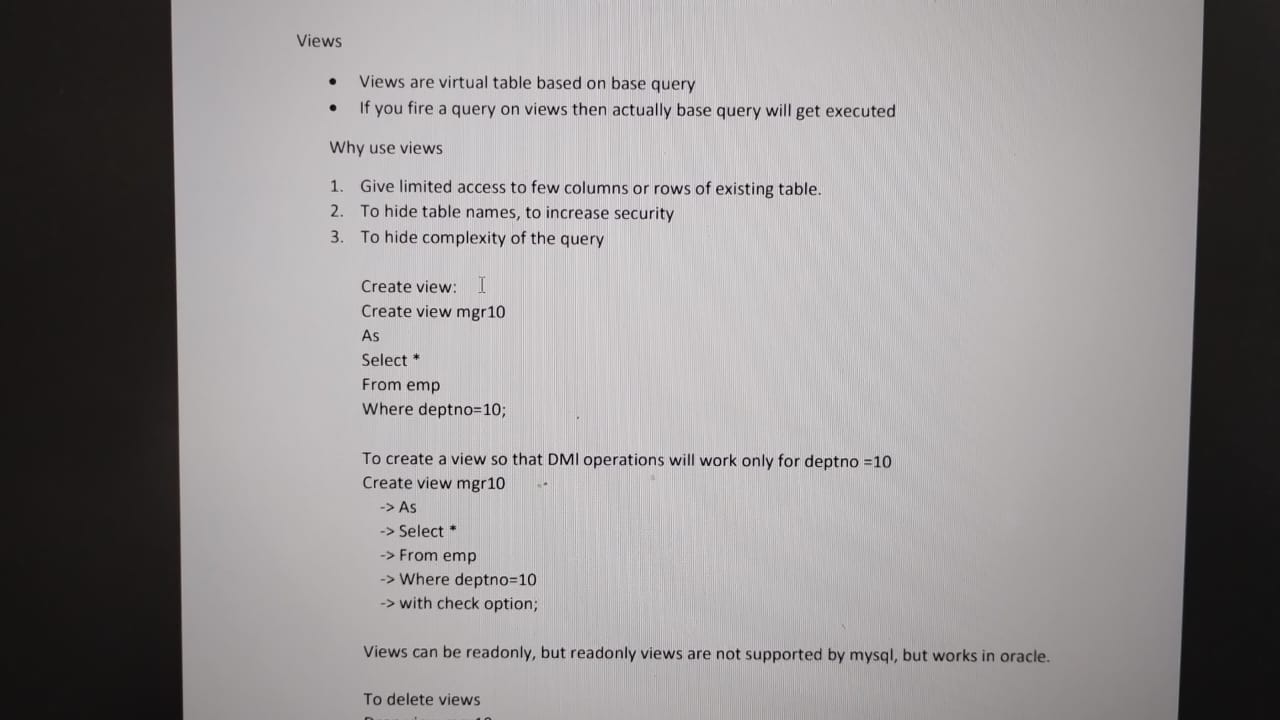 Views
• Views are virtual table based on base query
• If you fire a query on views then actually base query will get executed
Why use views
1. Give limited access to few columns or rows of existing table.
2. To hide table names, to increase security
3. To hide complexity of the query
Create view:
Create view mgr10
As
Select *
From emp
Where deptno=10;
To create a view so that DMl operations will work only for deptno =10
Create view mgr10
-> As
-> Select *
-> From emp
-> Where deptno=10
-> with check option;
Views can be readonly, but readonly views are not supported by mysql, but works in oracle.
To delete views